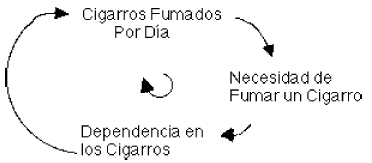 Cigarros Fumados
Por Día
Necesidad de
Fumar un Cigarro
Dependencia en
los Cigarros